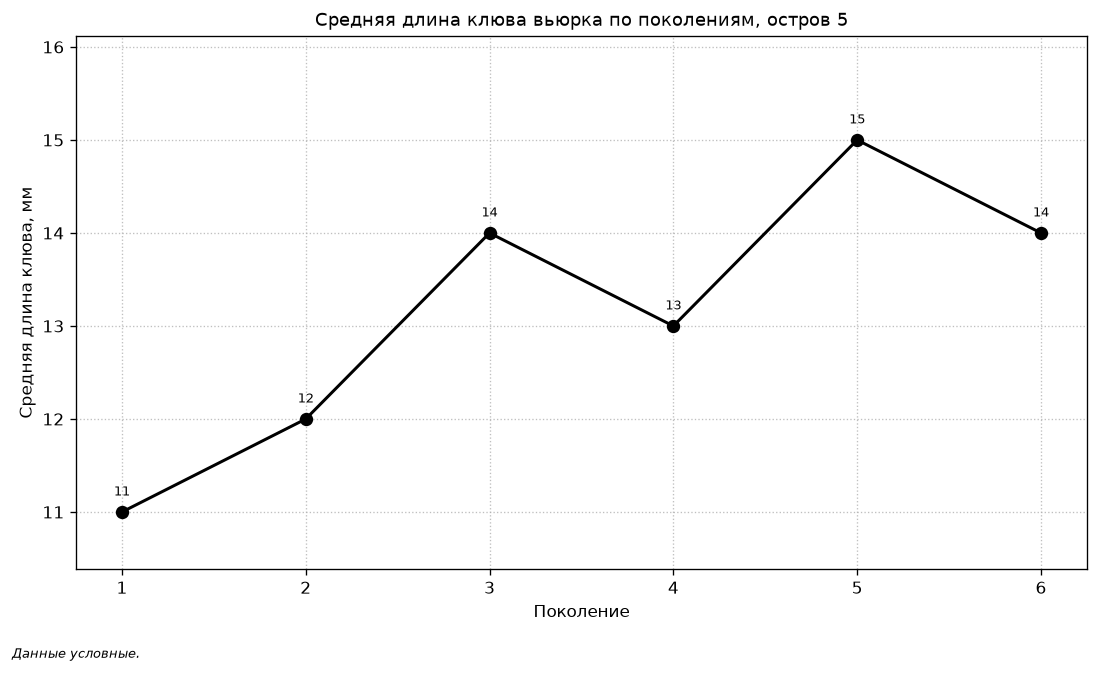 Средняя длина клюва вьюрка по поколениям, остров 5
Средняя длина клюва, мм
16
15
14
13
12
11
11
12
14
13
15
14
1 2 3 4 5 6
Поколение
Данные условные.